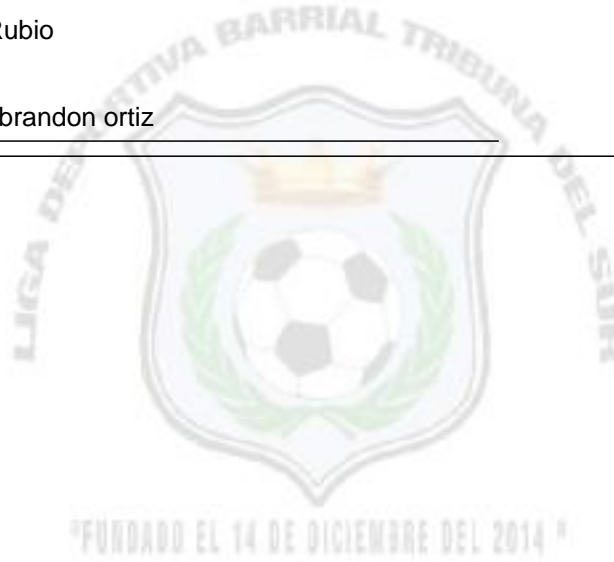 Rubio
brandon ortiz
LIGA DEPORTIVA BARRIAL TRIBUNA DEL SUR
"FUNDADO EL 14 DE DICIEMBRE DEL 2014 "